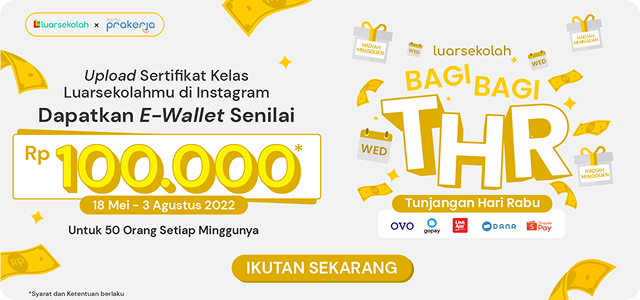 luarsekolah x kartu prakerja
Upload Sertifikat Kelas
Luarsekolahmu di Instagram
Dapatkan E-Wallet Senilai
Rp 100.000*
18 Mei - 3 Agustus 2022
Untuk 50 Orang Setiap Minggunya
*Syarat dan Ketentuan berlaku
HADIAH MINGGUAN
WED
luarsekolah
WED
BAGI BAGI
THR
WED
HADIAH MINGGUAN
HADIAH MINGGUAN
Tunjangan Hari Rabu
OVO gopay LinkAja! DANA ShopeePay
IKUTAN SEKARANG